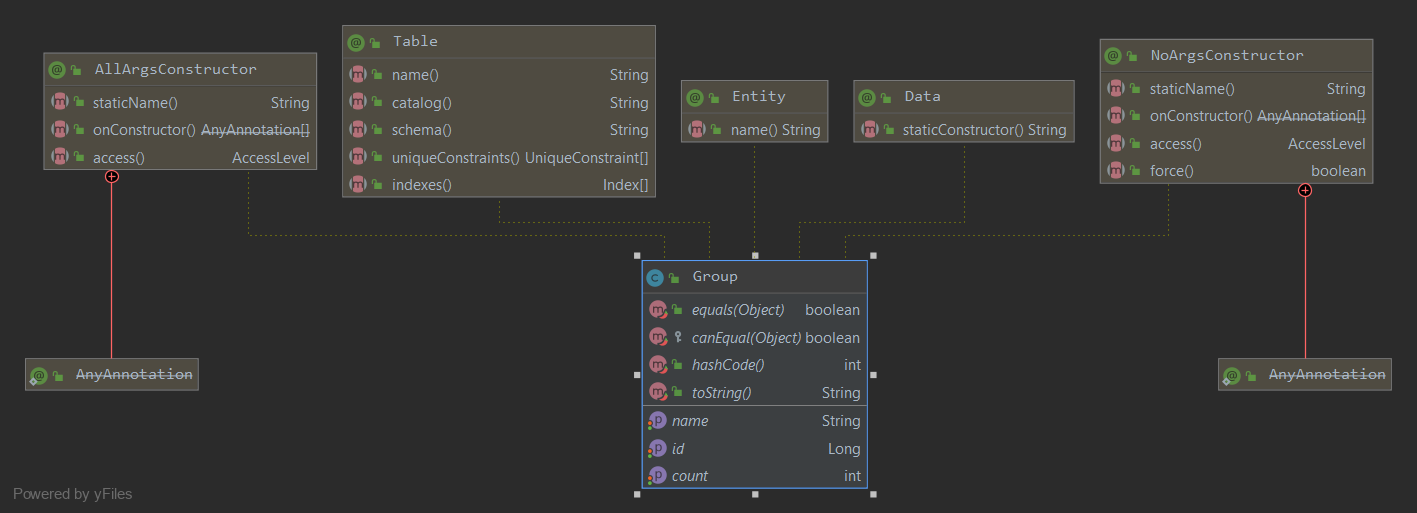 AllArgsConstructor
staticName() String
onConstructor() AnyAnnotation[]
access() AccessLevel
Table
name() String
catalog() String
schema() String
uniqueConstraints() UniqueConstraint[]
indexes() Index[]
Entity
name() String
Data
staticConstructor() String
NoArgsConstructor
staticName() String
onConstructor() AnyAnnotation[]
access() AccessLevel
force() boolean
Group
equals(Object) boolean
canEqual(Object) boolean
hashCode() int
toString() String
name String
id Long
count int
AnyAnnotation
AnyAnnotation
Powered by yFiles